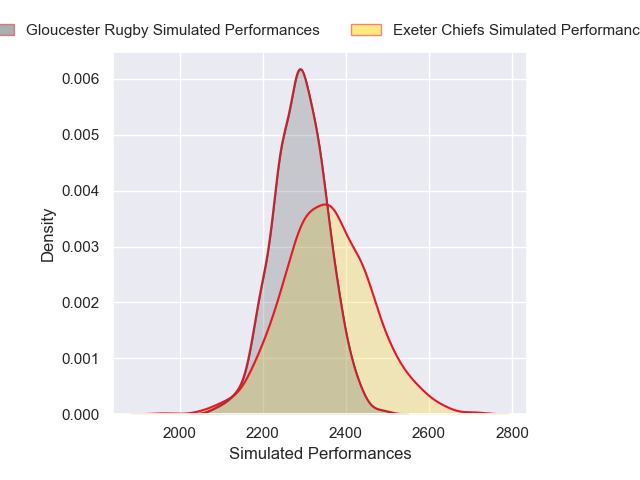 Gloucester Rugby Simulated Performances Exeter Chiefs Simulated
0.006
0.005
0.004
0.003
0.002
0.001
0.000
Density
2000 2200 2400 2600 2800
Simulated Performances